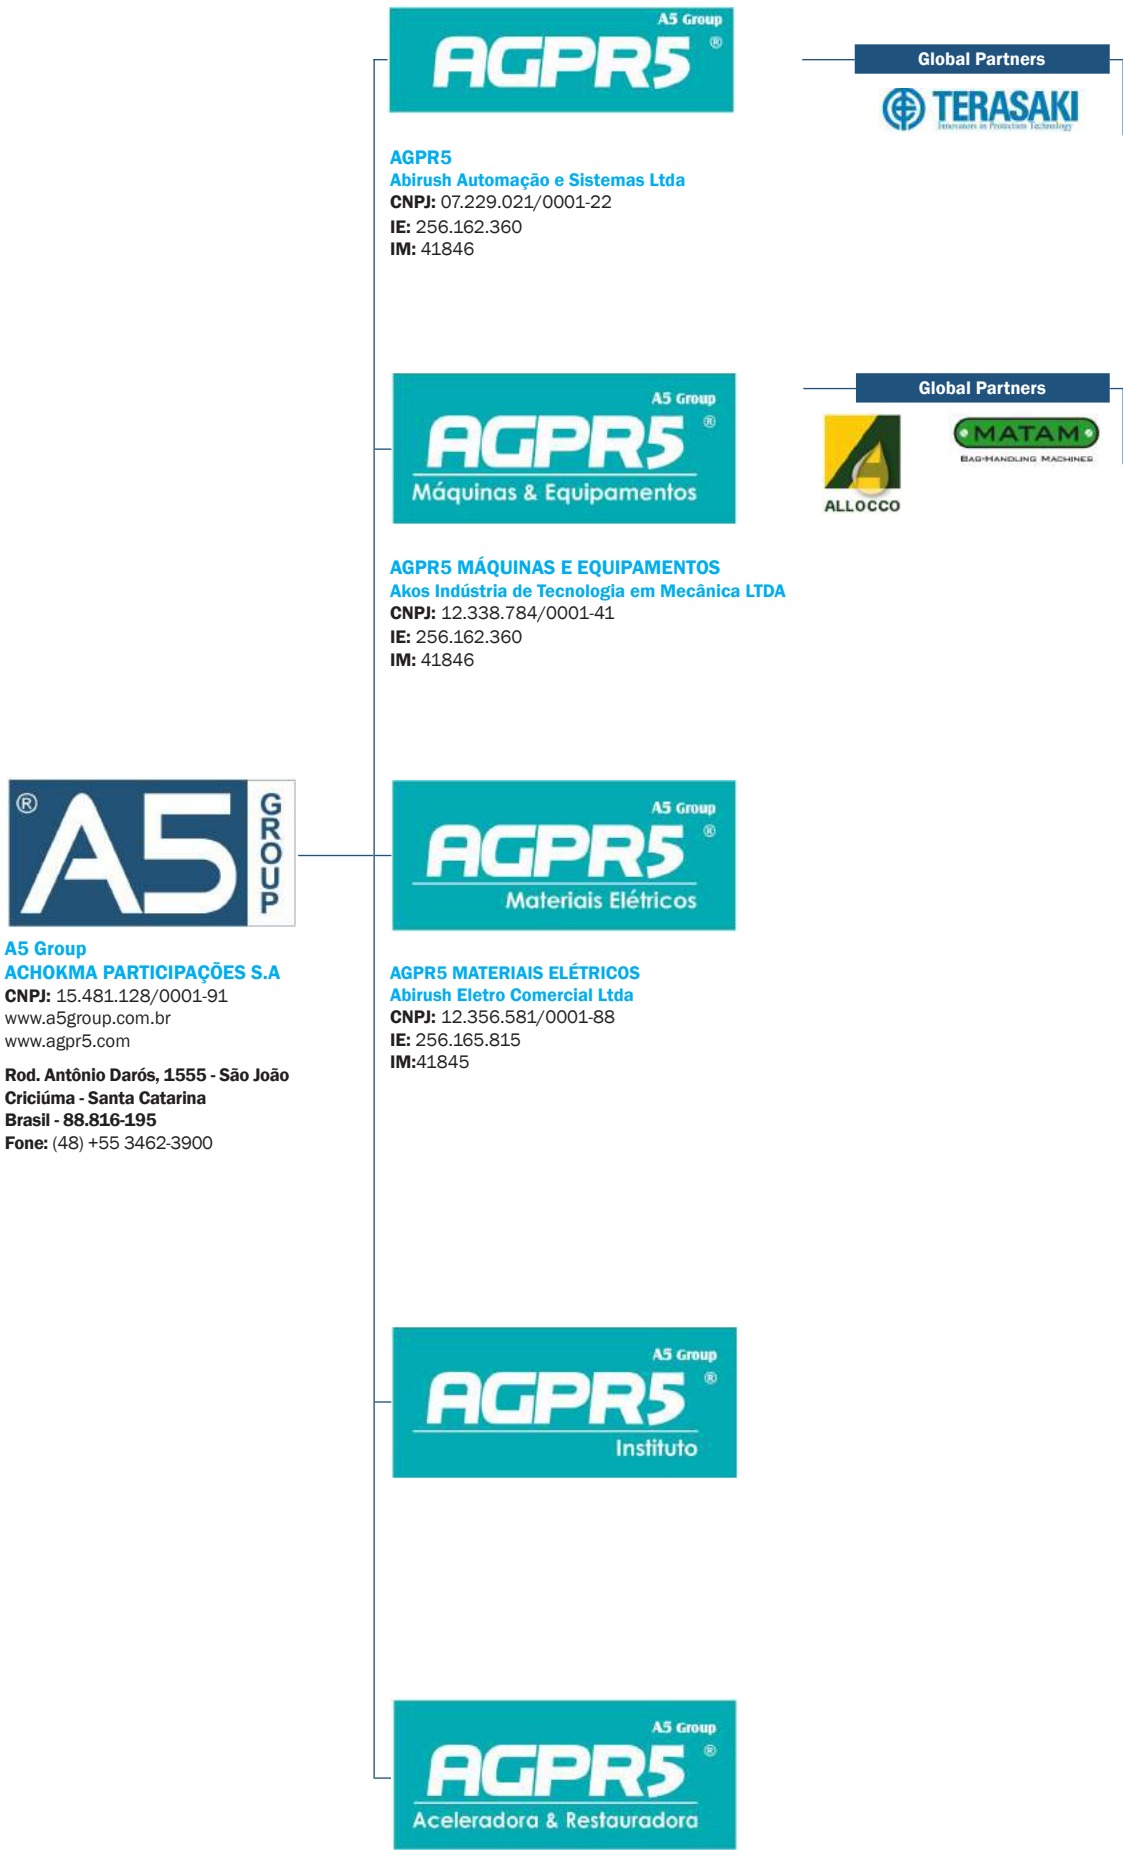 A5 Group
AGPR5 ®
Global Partners
TERASAKI
Innovators in Protection Technology
AGPR5
Abirush Automação e Sistemas Ltda
CNPJ: 07.229.021/0001-22
IE: 256.162.360
IM: 41846
A5 Group
AGPR5 ®
Máquinas & Equipamentos
Global Partners
ALLOCCO
MATAM
BAG-HANDLING MACHINES
AGPR5 MÁQUINAS E EQUIPAMENTOS
Akos Indústria de Tecnologia em Mecânica LTDA
CNPJ: 12.338.784/0001-41
IE: 256.162.360
IM: 41846
® A5 GROUP
A5 Group
ACHOKMA PARTICIPAÇÕES S.A
CNPJ: 15.481.128/0001-91
www.a5group.com.br
www.agpr5.com
Rod. Antônio Darós, 1555 - São João
Criciúma - Santa Catarina
Brasil - 88.816-195
Fone: (48) +55 3462-3900
A5 Group
AGPR5 ®
Materiais Elétricos
AGPR5 MATERIAIS ELÉTRICOS
Abirush Eletro Comercial Ltda
CNPJ: 12.356.581/0001-88
IE: 256.165.815
IM:41845
A5 Group
AGPR5 ®
Instituto
A5 Group
AGPR5 ®
Aceleradora & Restauradora